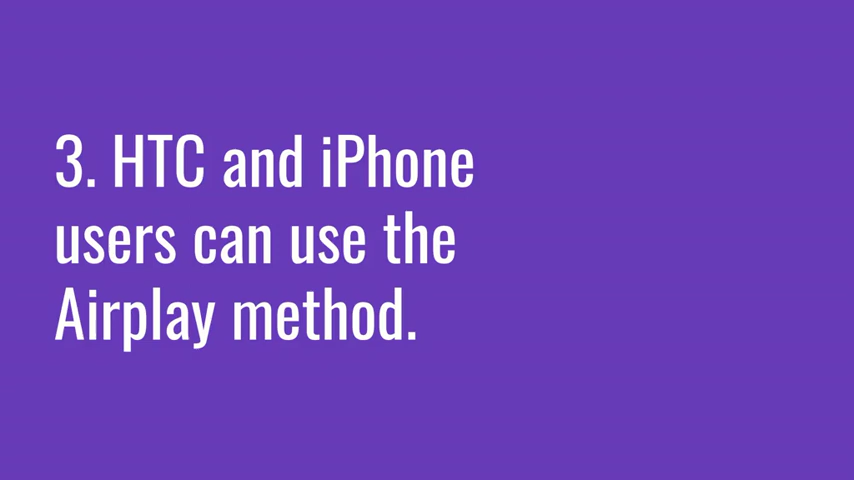 3. HTC and iPhone
users can use the
Airplay method.